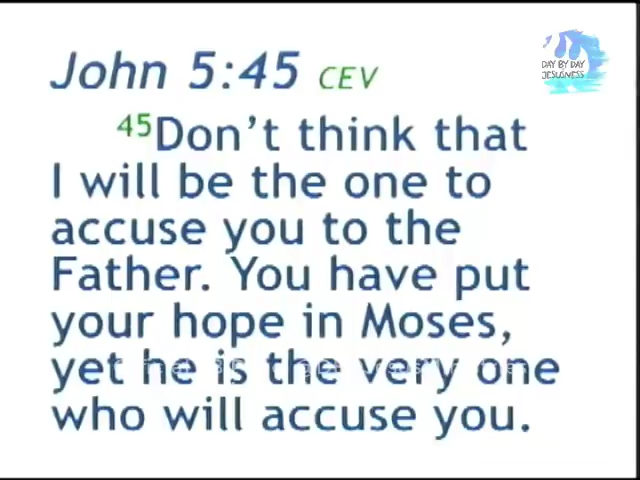 John 5:45 CEV
DAY BY DAY
JESUSNESS
45Don't think that
I will be the one to
accuse you to the
Father. You have put
your hope in Moses,
yet he is the very one
who will accuse you.